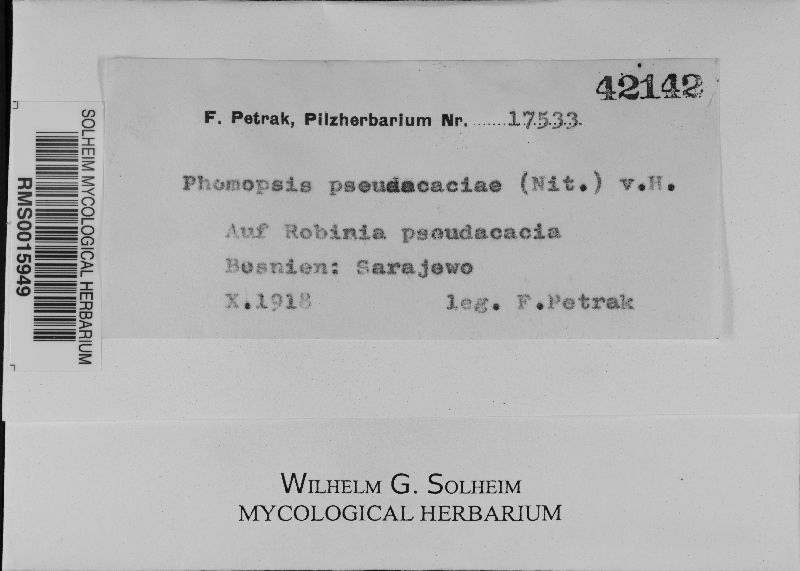 42142
F. Petrak, Pilzherbarium Nr. ...... 17533
Phomopsis pseudacaciae (Nit.) v.H.
Auf Robinia pseudacacia
Bosnien: Sarajewo
X.1918 leg. F.Petrak
SOLHEIM MYCOLOGICAL HERBARIUM
RMS0015949
WILHELM G. SOLHEIM
MYCOLOGICAL HERBARIUM